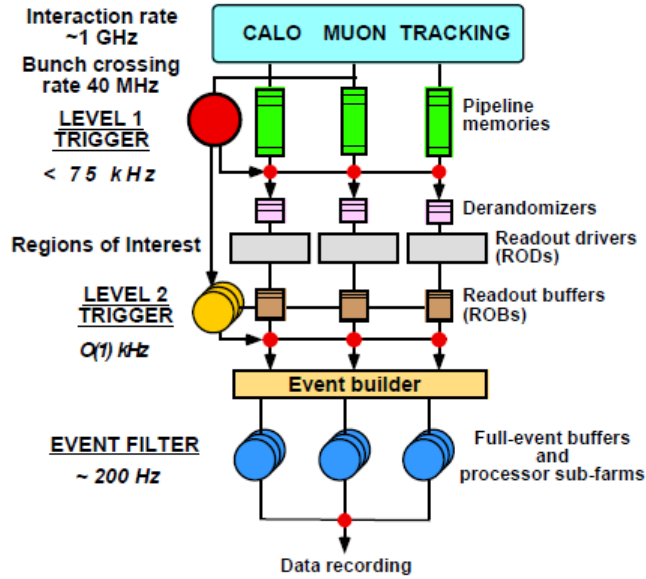 Interaction rate
~1 GHz
CALO MUON TRACKING
Bunch crossing
rate 40 MHz
LEVEL 1
TRIGGER
< 75 kHz
Pipeline
memories
Derandomizers
Regions of Interest
Readout drivers
(RODs)
LEVEL 2
TRIGGER
O(1) kHz
Readout buffers
(ROBs)
Event builder
EVENT FILTER
~ 200 Hz
Full-event buffers
and
processor sub-farms
Data recording